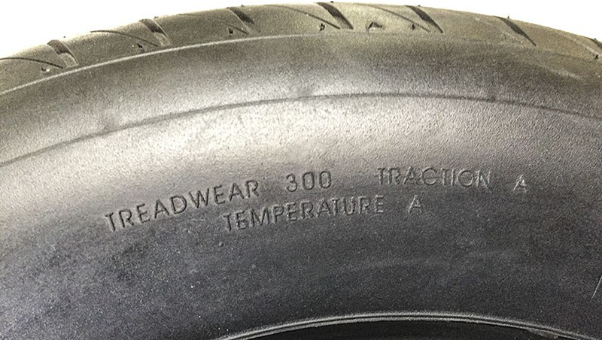 TREADWEAR 300 TRACTION A
TEMPERATURE A